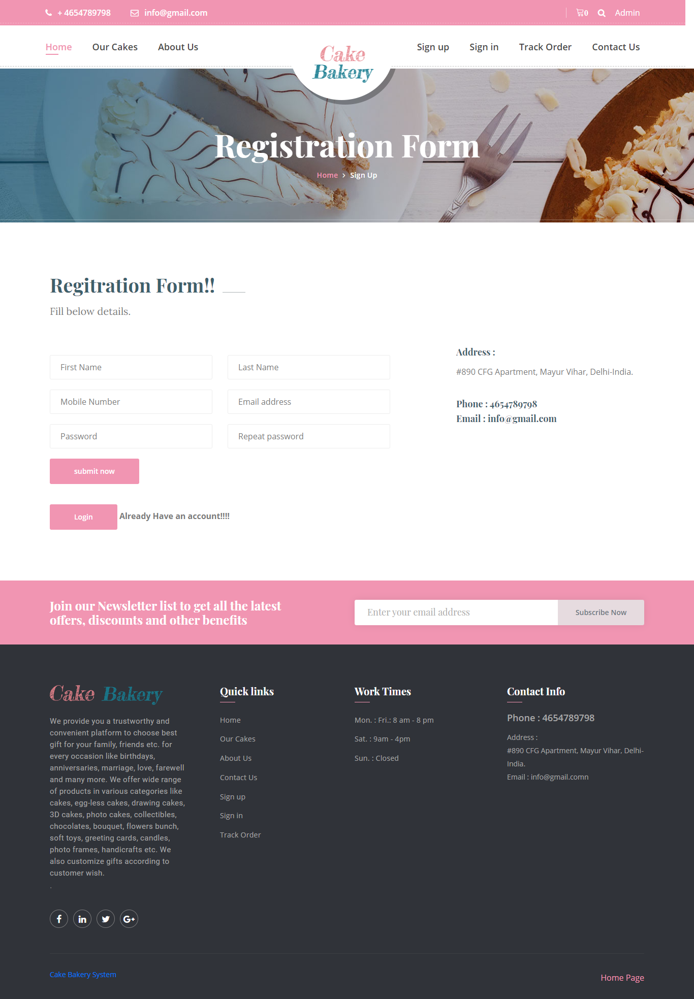 + 4654789798 info@gmail.com 0 Admin
Home Our Cakes About Us Sign up Sign in Track Order Contact Us
Cake
Bakery
Registration Form
Home > Sign Up
Regitration Form!!
Fill below details.
First Name Last Name
Mobile Number Email address
Password Repeat password
submit now
Login Already Have an account!!!!
Address :
#890 CFG Apartment, Mayur Vihar, Delhi-India.
Phone : 4654789798
Email : info@gmail.com
Join our Newsletter list to get all the latest
offers, discounts and other benefits
Enter your email address Subscribe Now
Cake Bakery
We provide you a trustworthy and
convenient platform to choose best
gift for your family, friends etc. for
every occasion like birthdays,
anniversaries, marriage, love, farewell
and many more. We offer wide range
of products in various categories like
cakes, egg-less cakes, drawing cakes,
3D cakes, photo cakes, collectibles,
chocolates, bouquet, flowers bunch,
soft toys, greeting cards, candles,
photo frames, handicrafts etc. We
also customize gifts according to
customer wish.
.
f in G+
Quick links
Home
Our Cakes
About Us
Contact Us
Sign up
Sign in
Track Order
Work Times
Mon. : Fri.: 8 am - 8 pm
Sat. : 9am - 4pm
Sun. : Closed
Contact Info
Phone : 4654789798
Address :
#890 CFG Apartment, Mayur Vihar, Delhi-
India.
Email : info@gmail.comn
Cake Bakery System
Home Page